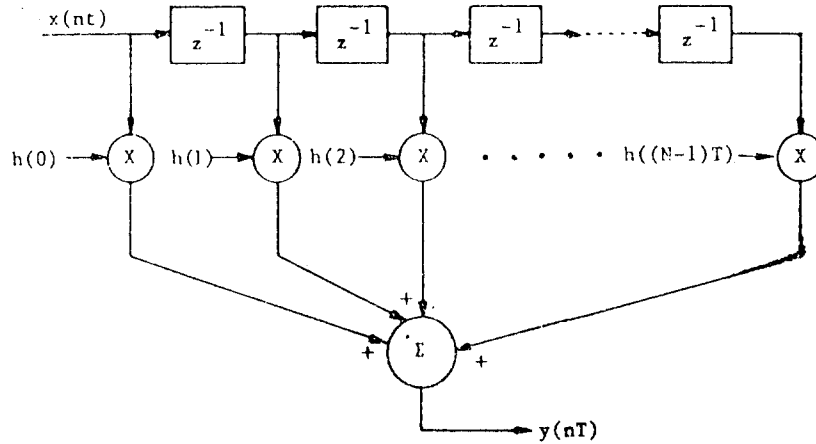 x(nt)
z^-1 z^-1 z^-1 z^-1
h(0) X h(1) X h(2) X . . . . . . h((N-1)T) X
+
+ Σ +
y(nT)